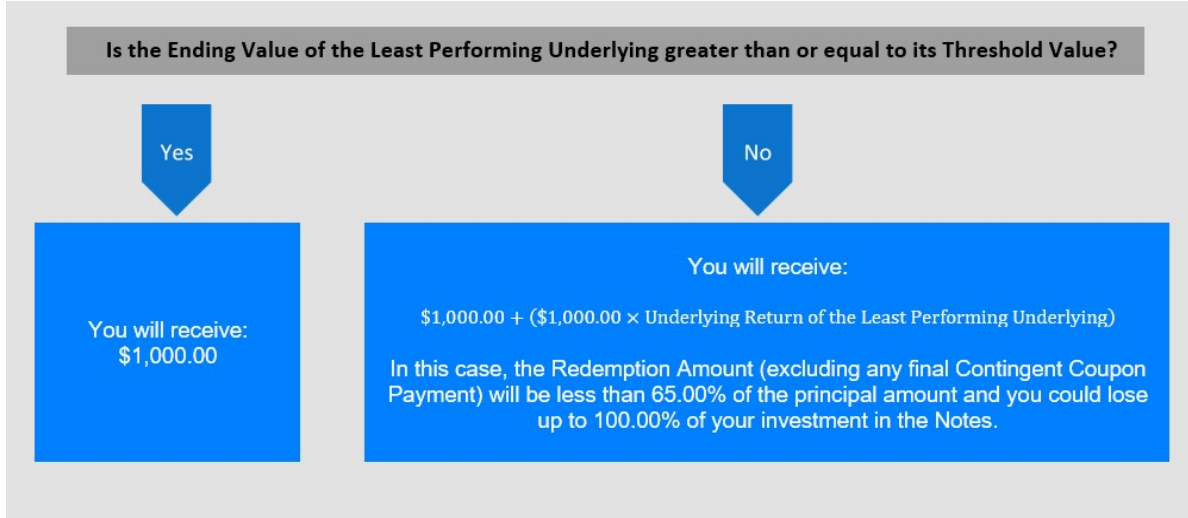 Is the Ending Value of the Least Performing Underlying greater than or equal to its Threshold Value?
Yes
No
You will receive:
$1,000.00
You will receive:
$1,000.00 + ($1,000.00 × Underlying Return of the Least Performing Underlying)
In this case, the Redemption Amount (excluding any final Contingent Coupon
Payment) will be less than 65.00% of the principal amount and you could lose
up to 100.00% of your investment in the Notes.